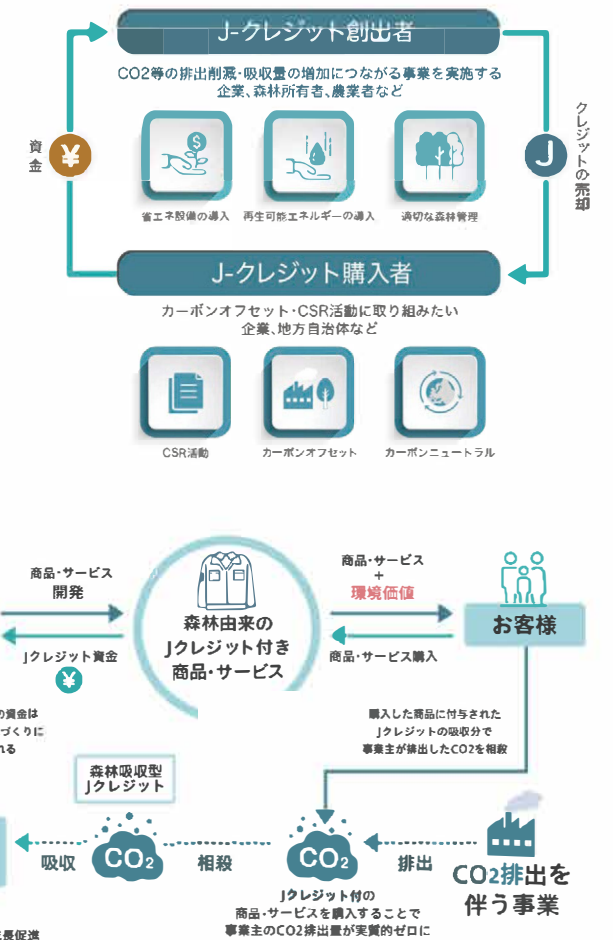 J-クレジット創出者
CO2等の排出削減・吸収量の増加につながる事業を実施する
企業、森林所有者、農業者など
資金
¥
J
クレジットの売却
$
省エネ設備の導入
再生可能エネルギーの導入
適切な森林管理
J-クレジット購入者
カーボンオフセット・CSR活動に取り組みたい
企業、地方自治体など
CSR活動
カーボンオフセット
カーボンニュートラル
商品・サービス
開発
Jクレジット資金
¥
森林由来の
Jクレジット付き
商品・サービス
商品・サービス
+
環境価値
商品・サービス購入
お客様
の資金は
づくりに
れる
購入した商品に付与された
Jクレジットの吸収分で
事業主が排出したCO2を相殺
森林吸収型
Jクレジット
吸収
CO2
相殺
CO2
排出
CO2排出を
伴う事業
Jクレジット付の
商品・サービスを購入することで
事業主のCO2排出量が実質的ゼロに
長促進